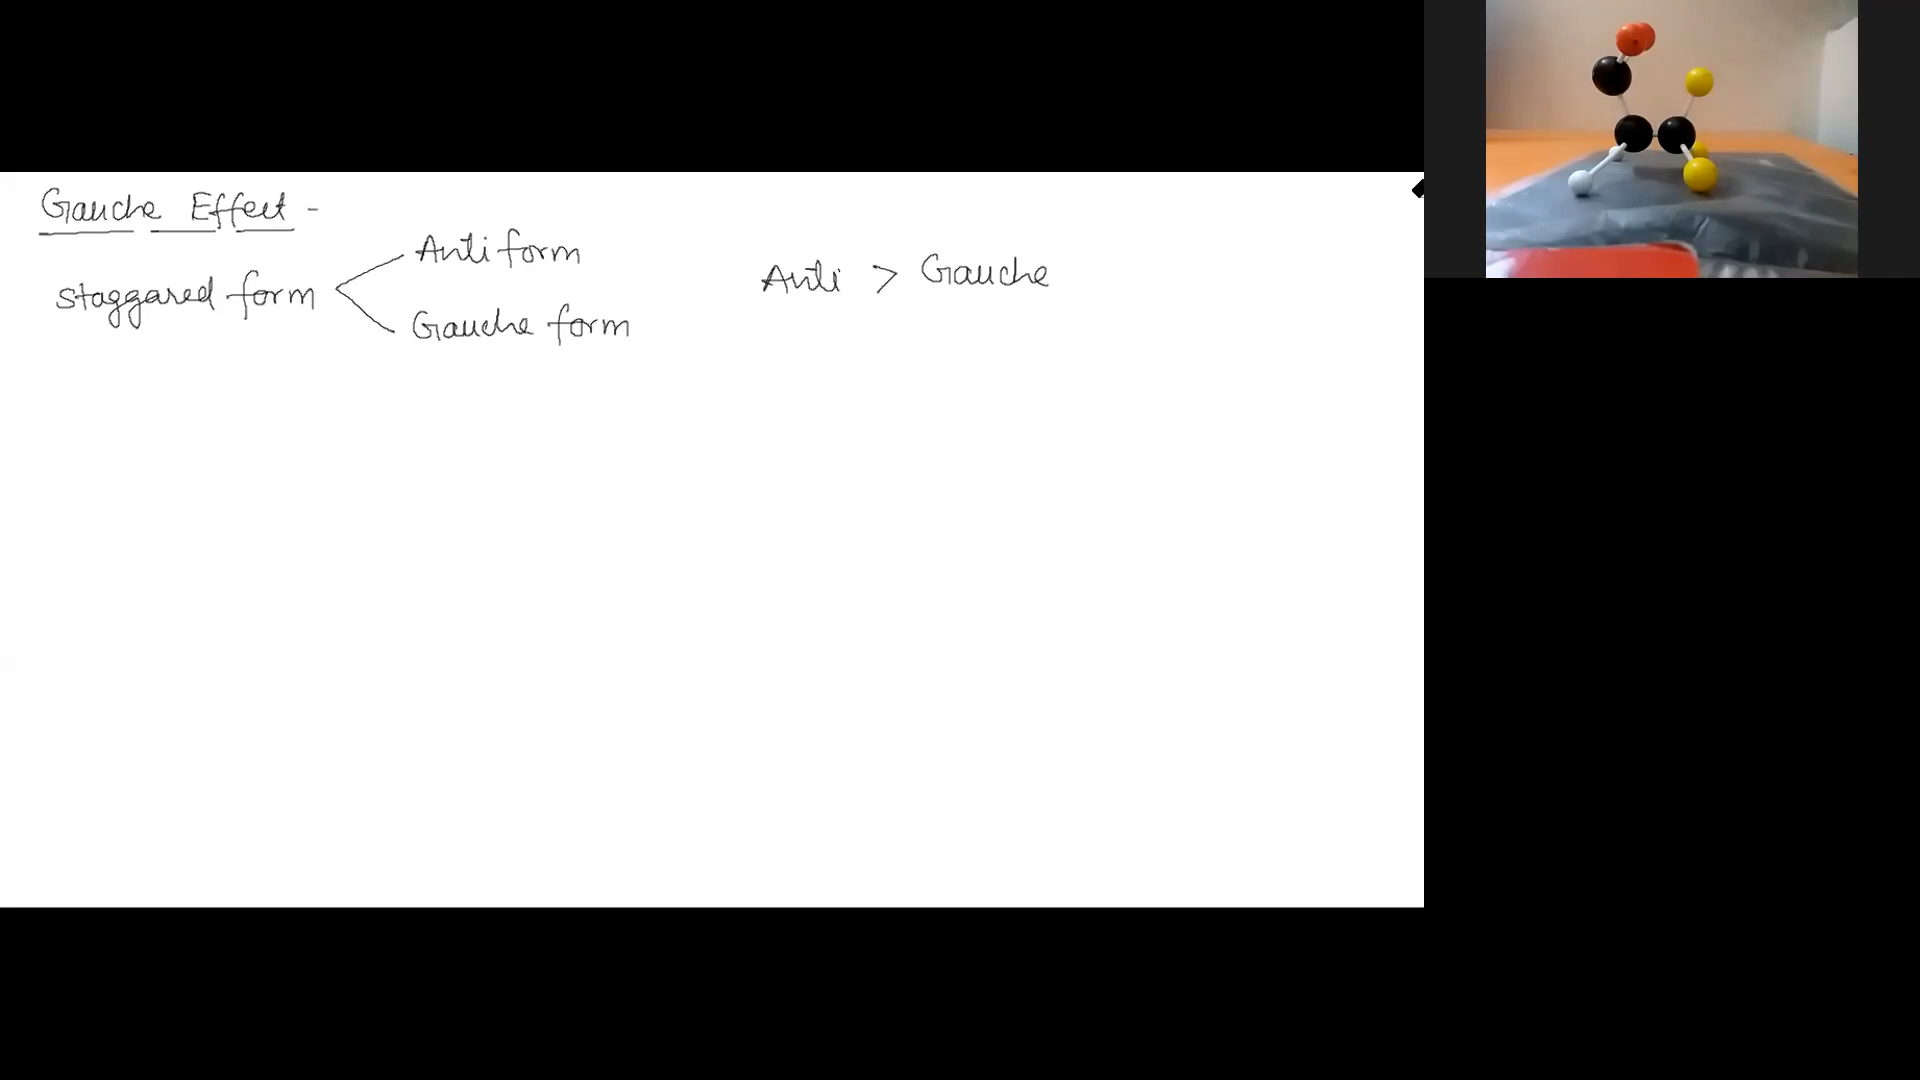 Gauche Effect -
staggared form
Anti form
Gauche form
Anti > Gauche